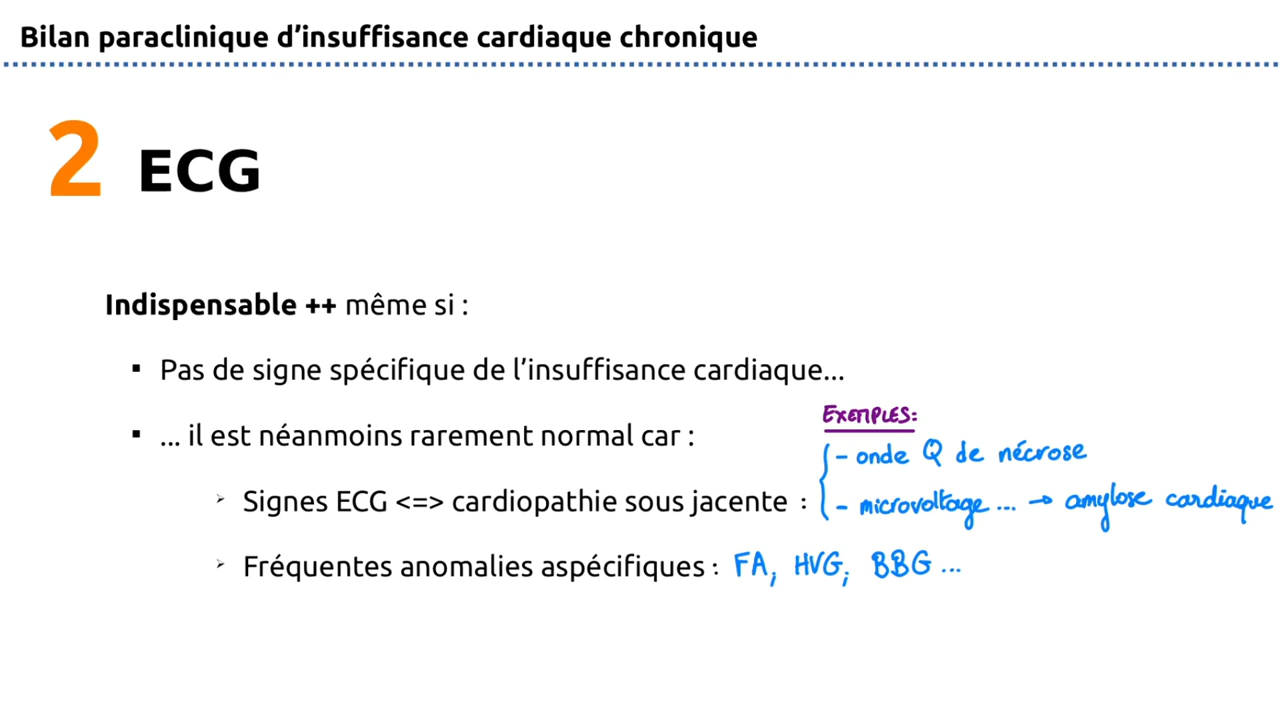 Bilan paraclinique d’insuffisance cardiaque chronique
2 ECG
Indispensable ++ même si :
▪ Pas de signe spécifique de l’insuffisance cardiaque...
▪ ... il est néanmoins rarement normal car :
EXEMPLES:
- onde Q de nécrose
➢ Signes ECG <=> cardiopathie sous jacente :
- microvoltage ... → amylose cardiaque
➢ Fréquentes anomalies aspécifiques : FA, HVG, BBG ...